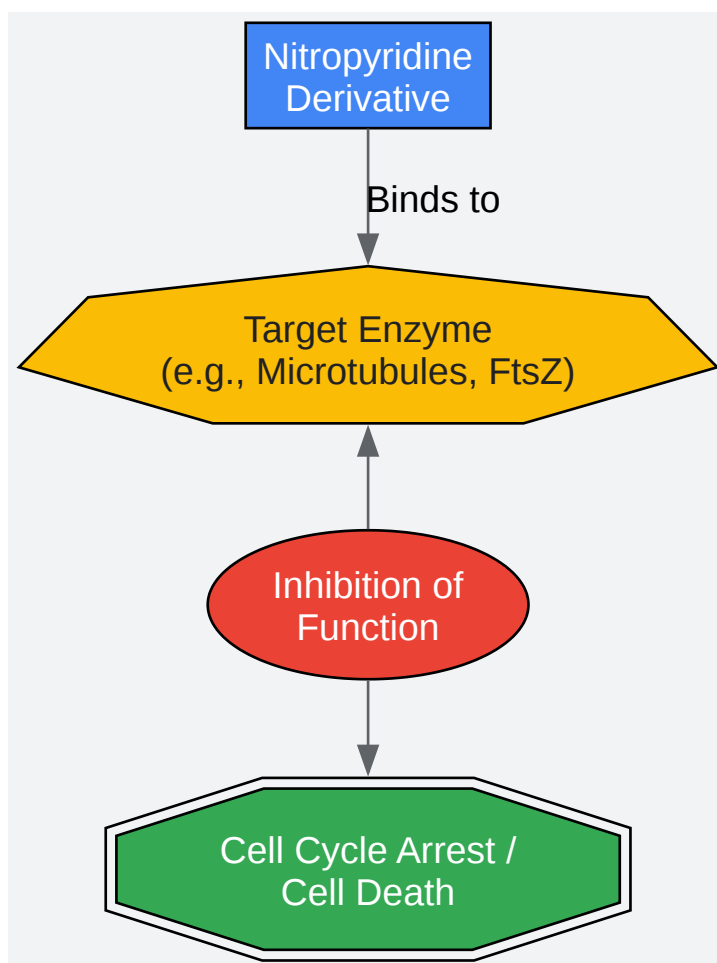 Nitropyridine
Derivative
Binds to
Target Enzyme
(e.g., Microtubules, FtsZ)
Inhibition of
Function
Cell Cycle Arrest /
Cell Death